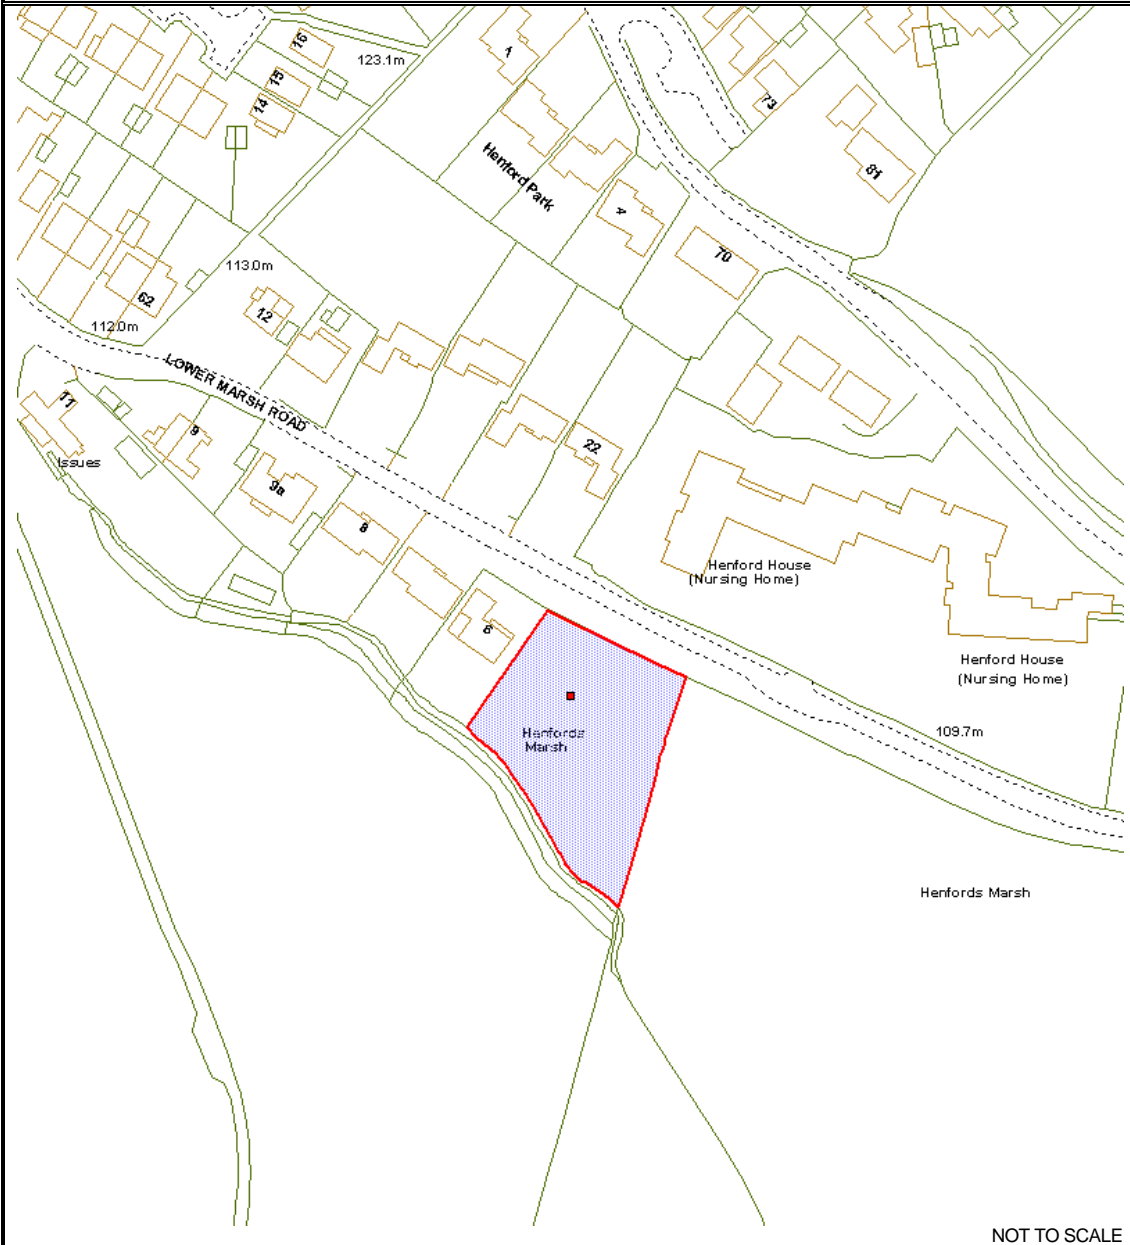 16
1
123.1m
15
73
14
81
Henford Park
4
70
113.0m
62
12
112.0m
LOWER MARSH ROAD
11
9
22
Issues
9a
8
Henford House
(Nursing Home)
6
Henford House
(Nursing Home)
Henfords
Marsh
109.7m
Henfords Marsh
NOT TO SCALE